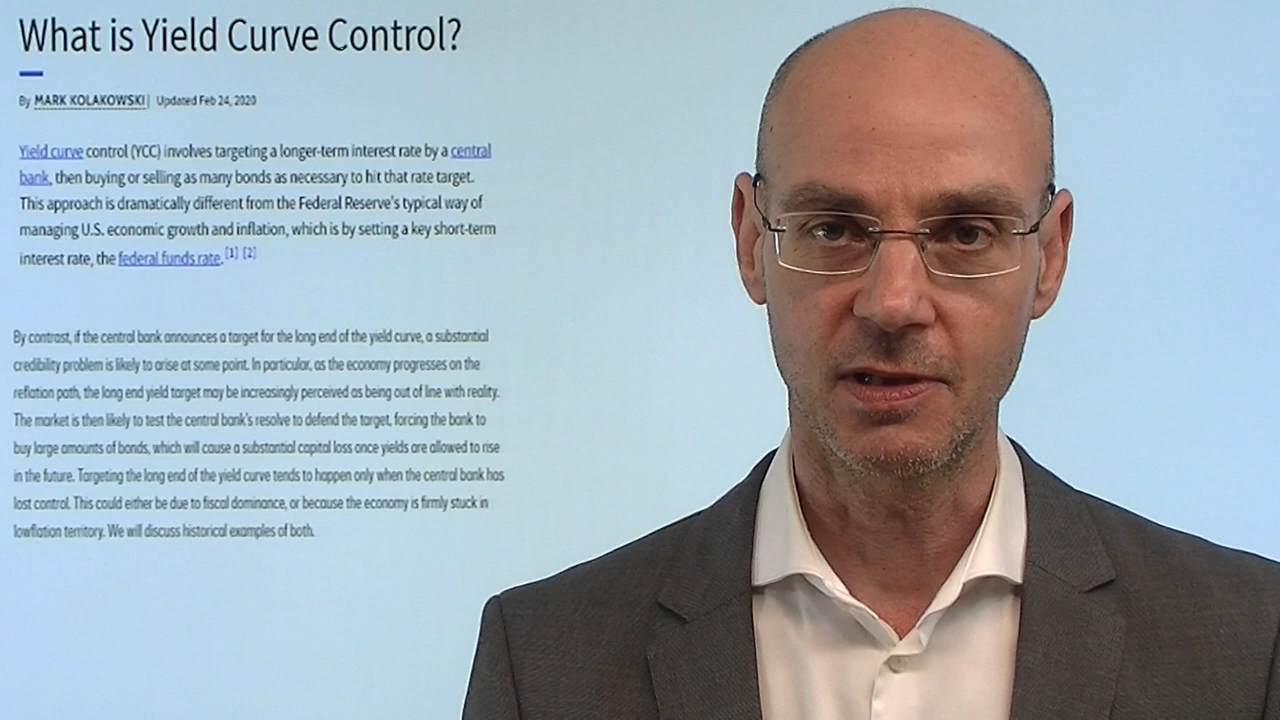 What is Yield Curve Control?
By MARK KOLAKOWSKI | Updated Feb 24, 2020
Yield curve control (YCC) involves targeting a longer-term interest rate by a central
bank, then buying or selling as many bonds as necessary to hit that rate target.
This approach is dramatically different from the Federal Reserve's typical way of
managing U.S. economic growth and inflation, which is by setting a key short-term
interest rate, the federal funds rate. [1] [2]
By contrast, if the central bank announces a target for the long end of the yield curve, a substantial
credibility problem is likely to arise at some point. In particular, as the economy progresses on the
reflation path, the long end yield target may be increasingly perceived as being out of line with reality.
The market is then likely to test the central bank's resolve to defend the target, forcing the bank to
buy large amounts of bonds, which will cause a substantial capital loss once yields are allowed to rise
in the future. Targeting the long end of the yield curve tends to happen only when the central bank has
lost control. This could either be due to fiscal dominance, or because the economy is firmly stuck in
lowflation territory. We will discuss historical examples of both.